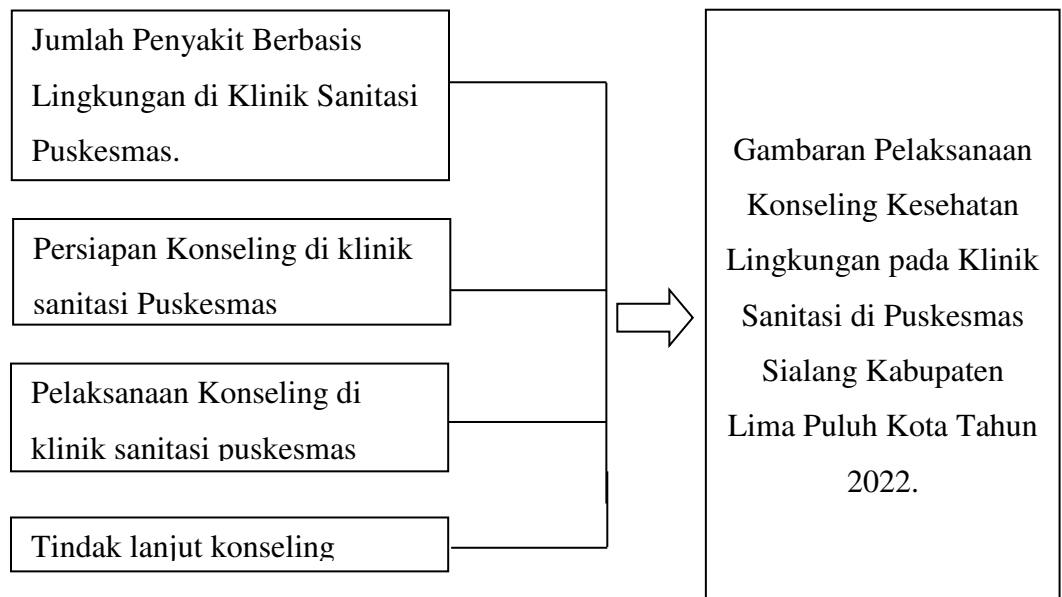 Jumlah Penyakit Berbasis
Lingkungan di Klinik Sanitasi
Puskesmas.
Persiapan Konseling di klinik
sanitasi Puskesmas
Pelaksanaan Konseling di
klinik sanitasi puskesmas
Tindak lanjut konseling
Gambaran Pelaksanaan
Konseling Kesehatan
Lingkungan pada Klinik
Sanitasi di Puskesmas
Sialang Kabupaten
Lima Puluh Kota Tahun
2022.